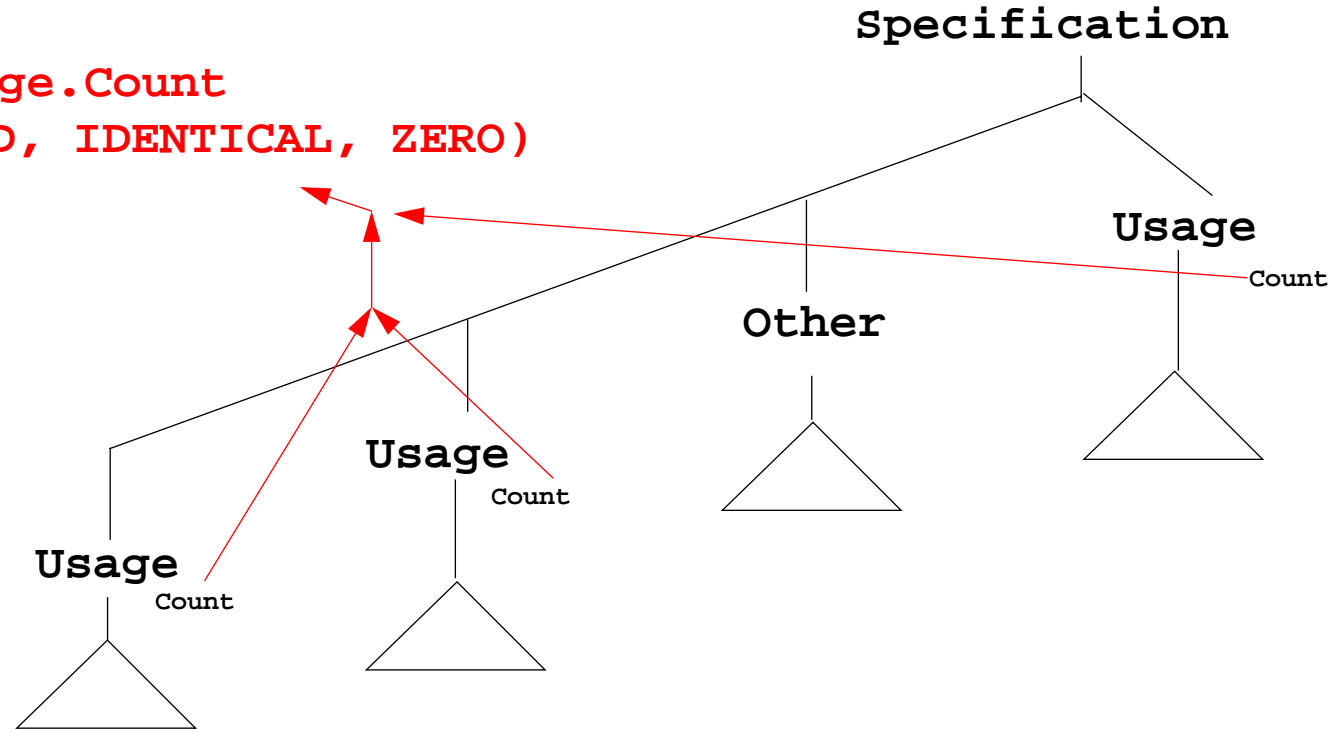 Specification
ge.Count
D, IDENTICAL, ZERO)
Usage
Count
Other
Usage
Count
Usage
Count